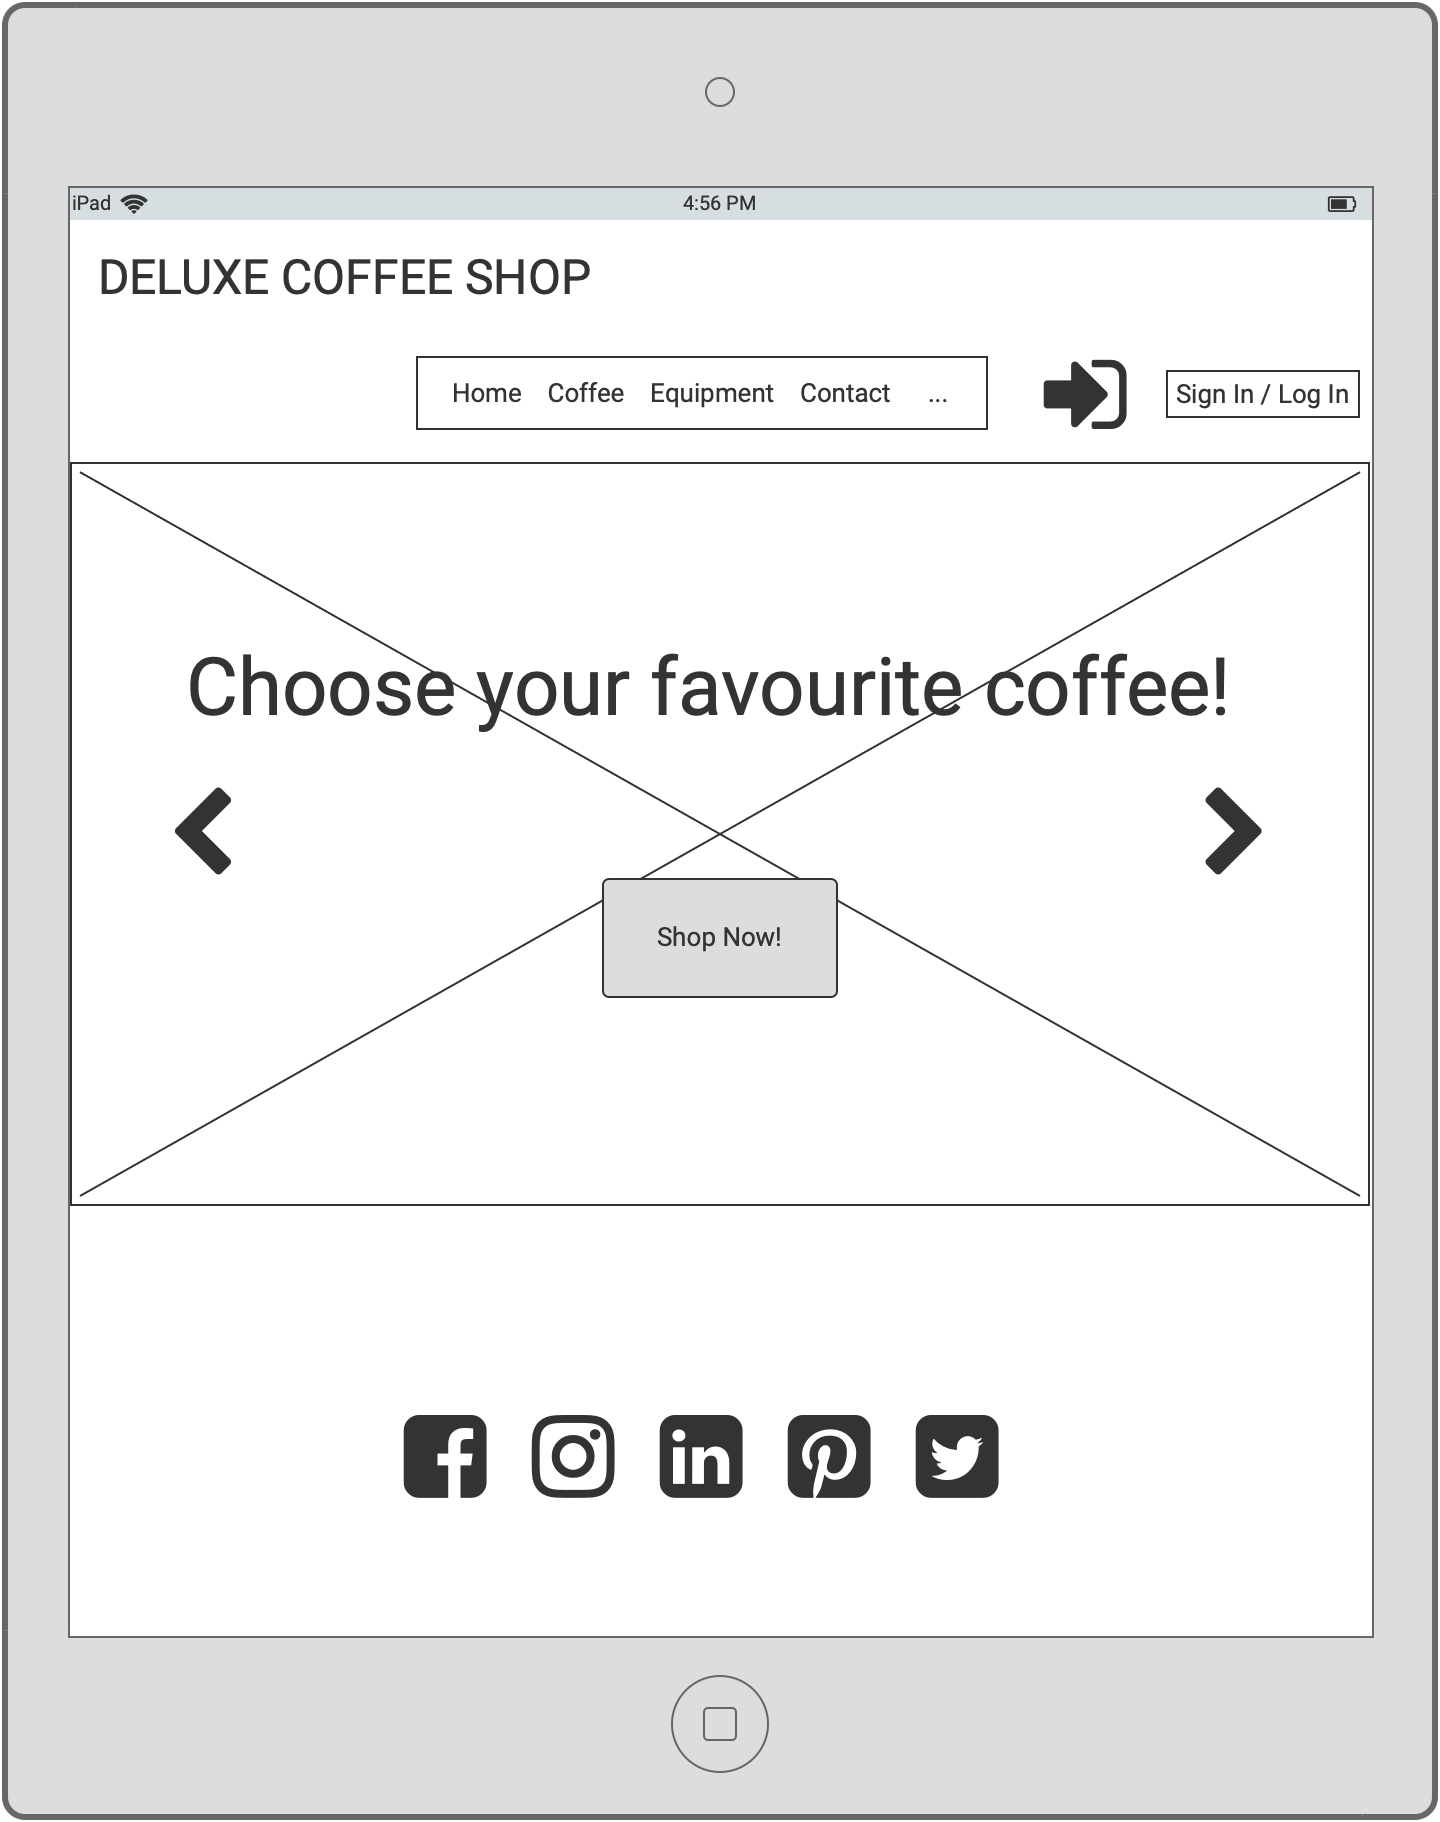 iPad 4:56 PM
DELUXE COFFEE SHOP
Home Coffee Equipment Contact ... Sign In / Log In
Choose your favourite coffee!
Shop Now!